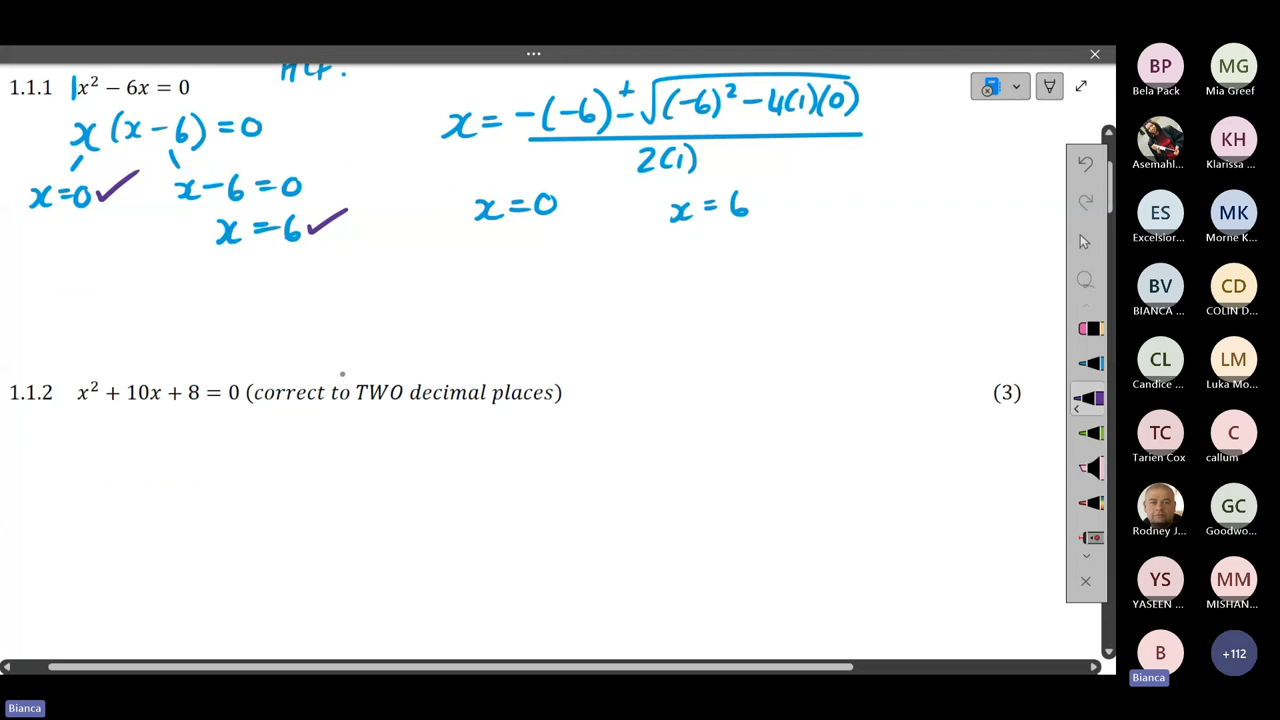 HCF.
1.1.1 1x² − 6x = 0
x(x − 6) = 0
x=0 ✓ x − 6 = 0
x = 6 ✓
x = −(−6) ± √(−6)² − 4(1)(0)
2(1)
x = 0 x = 6
1.1.2 x² + 10x + 8 = 0 (correct to TWO decimal places) (3)
BP MG
Bela Pack Mia Greef
KH
Asemahl... Klarissa ...
ES MK
Excelsior... Morne K...
BV CD
BIANCA ... COLIN D...
CL LM
Candice ... Luka Mo...
TC C
Tarien Cox callum
GC
Rodney J... Goodwo...
YS MM
YASEEN ... MISHAN...
B +112
Bianca
Bianca